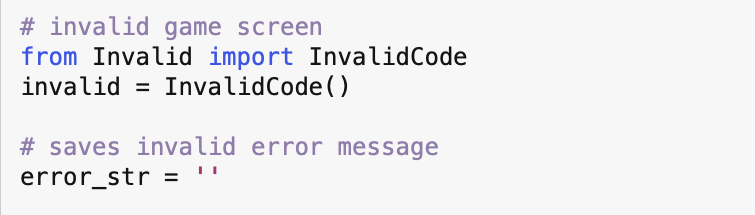 # invalid game screen
from Invalid import InvalidCode
invalid = InvalidCode()
# saves invalid error message
error_str = ''